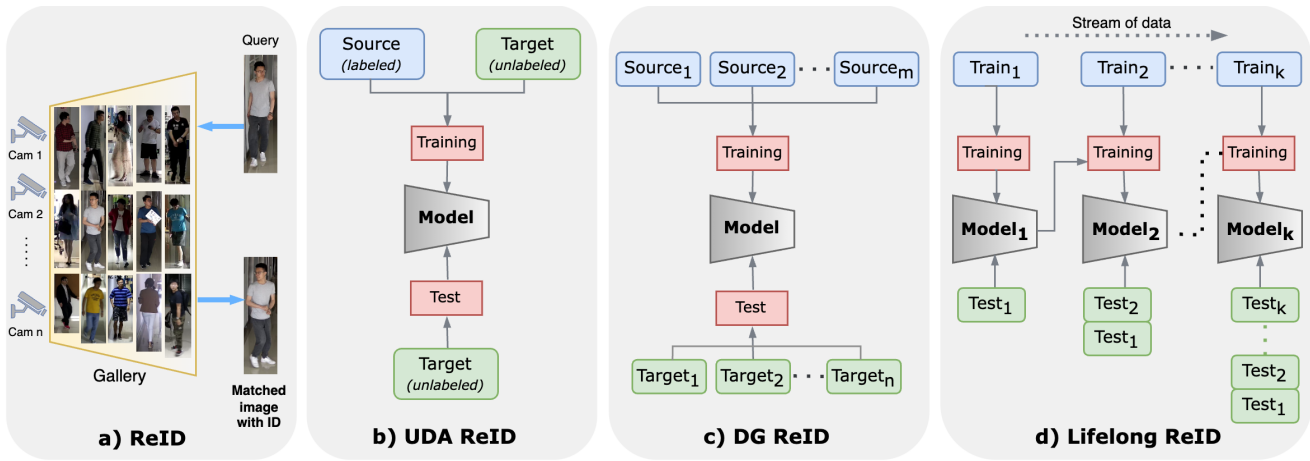 Query
Cam 1
Cam 2
Cam n
Gallery
Matched
image
with ID
a) ReID
Source
(labeled)
Target
(unlabeled)
Training
Model
Test
Target
(unlabeled)
b) UDA ReID
Source1
Source2
Sourcem
Training
Model
Test
Target1
Target2
Targetn
c) DG ReID
Stream of data
Train1
Train2
Traink
Training
Training
Training
Model1
Model2
Modelk
Test1
Test2
Test1
Testk
Test2
Test1
d) Lifelong ReID